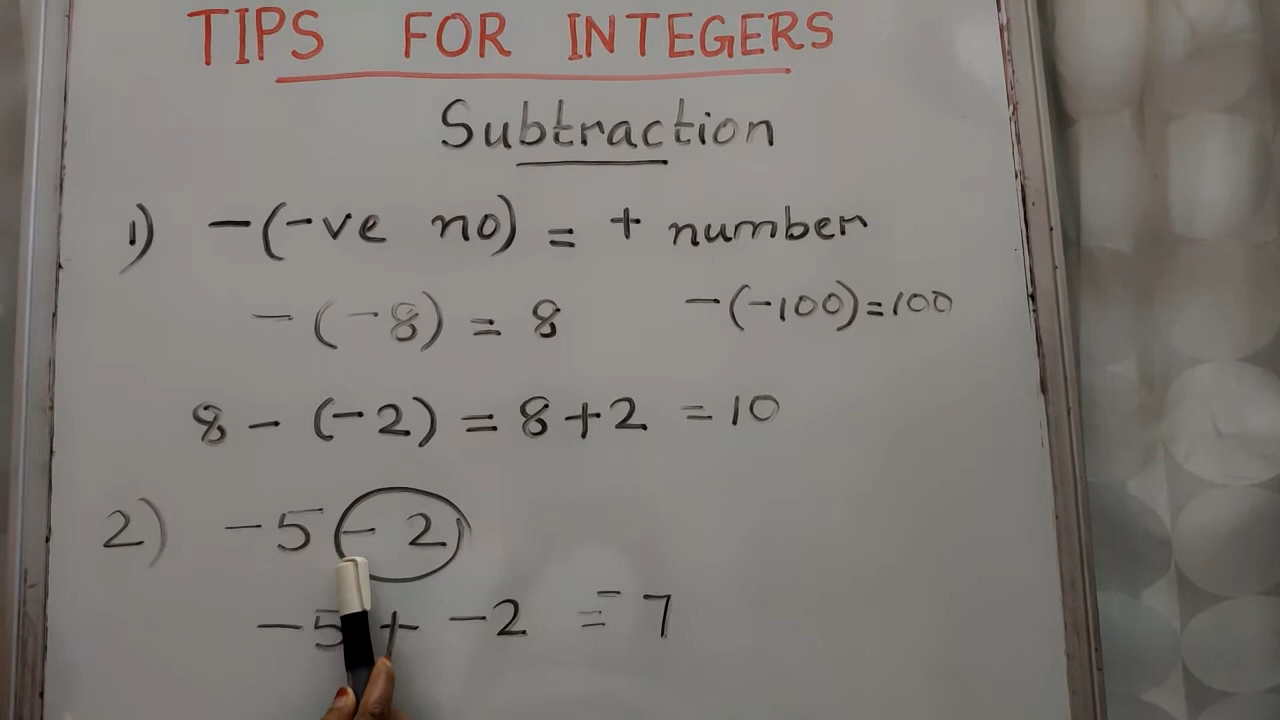 TIPS FOR INTEGERS
Subtraction
1) -(-ve no) = + number
-(-8) = 8 -(-100)=100
8 - (-2) = 8+2 = 10
2) -5 - 2
-5 + -2 = -7